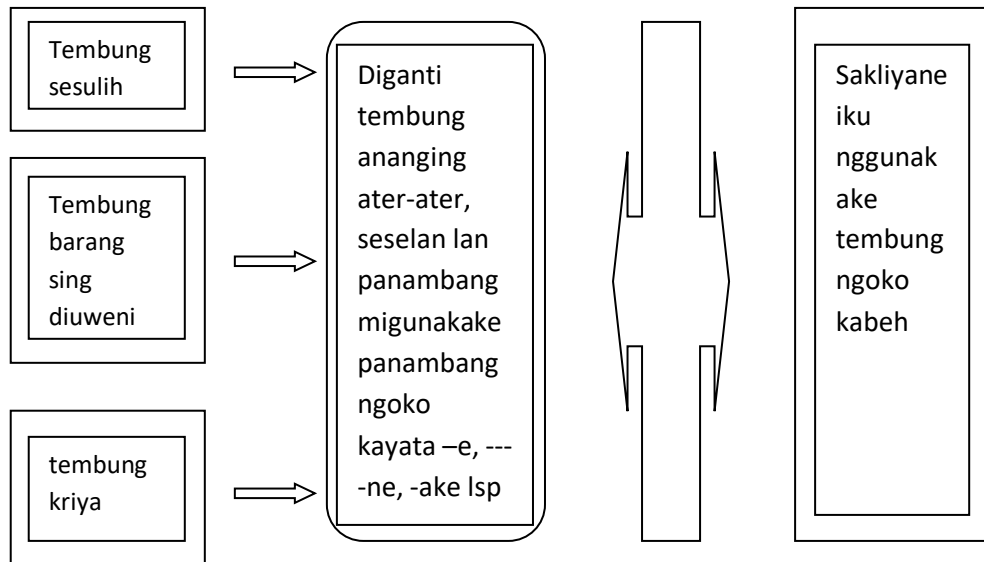 Tembung
sesulih
Tembung
barang
sing
diuweni
tembung
kriya
Diganti
tembung
ananging
ater-ater,
seselan lan
panambang
migunakake
panambang
ngoko
kayata –e, ---
-ne, -ake lsp
Sakliyane
iku
nggunak
ake
tembung
ngoko
kabeh